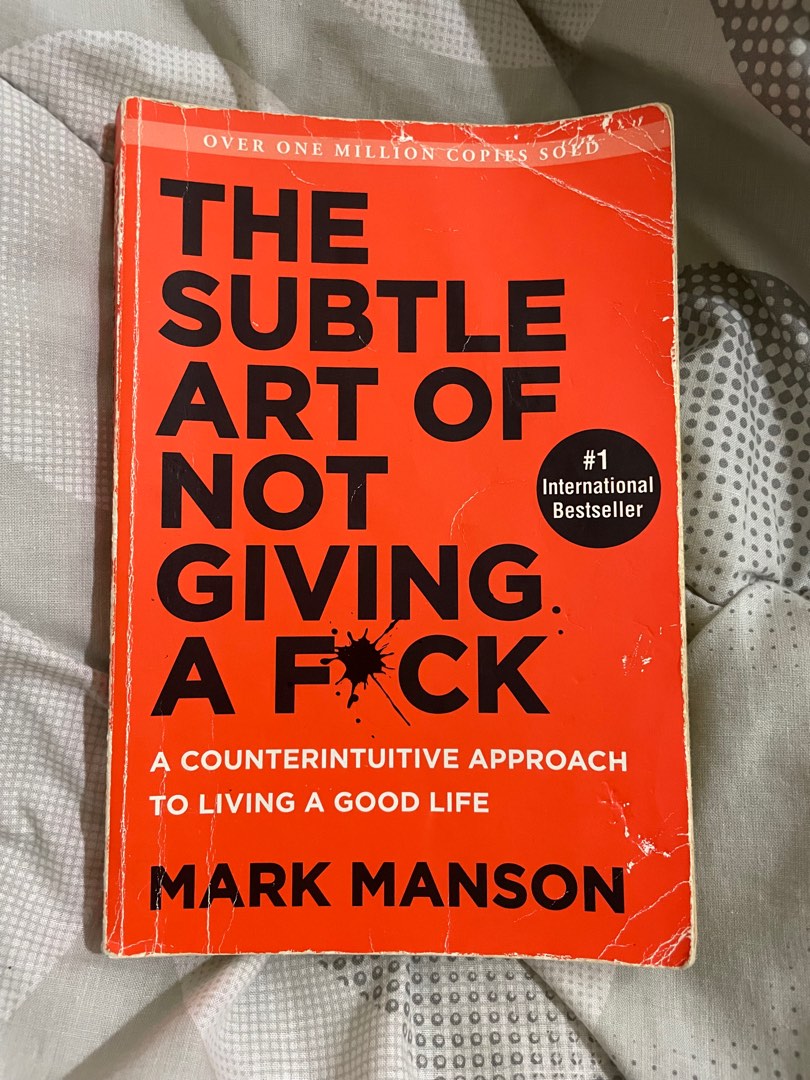 OVER ONE MILLION COPIES SOLD
THE
SUBTLE
ART OF
NOT
GIVING
A F*CK
#1
International
Bestseller
A COUNTERINTUITIVE APPROACH
TO LIVING A GOOD LIFE
MARK MANSON